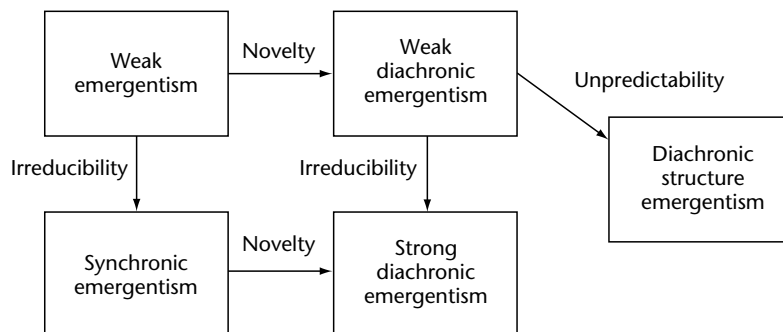 Weak
emergentism
Novelty
Weak
diachronic
emergentism
Unpredictability
Irreducibility
Irreducibility
Diachronic
structure
emergentism
Synchronic
emergentism
Novelty
Strong
diachronic
emergentism